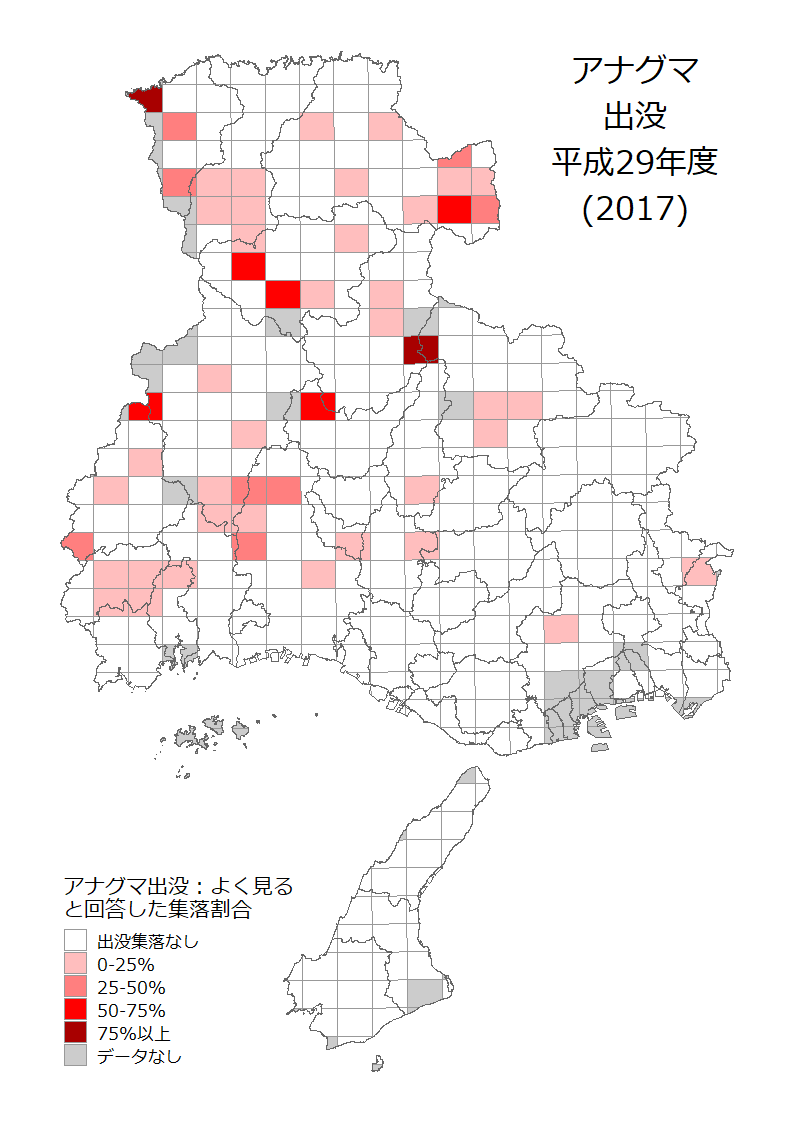 アナグマ
出没
平成29年度
(2017)
アナグマ出没：よく見る
と回答した集落割合
出没集落なし
0-25%
25-50%
50-75%
75%以上
データなし